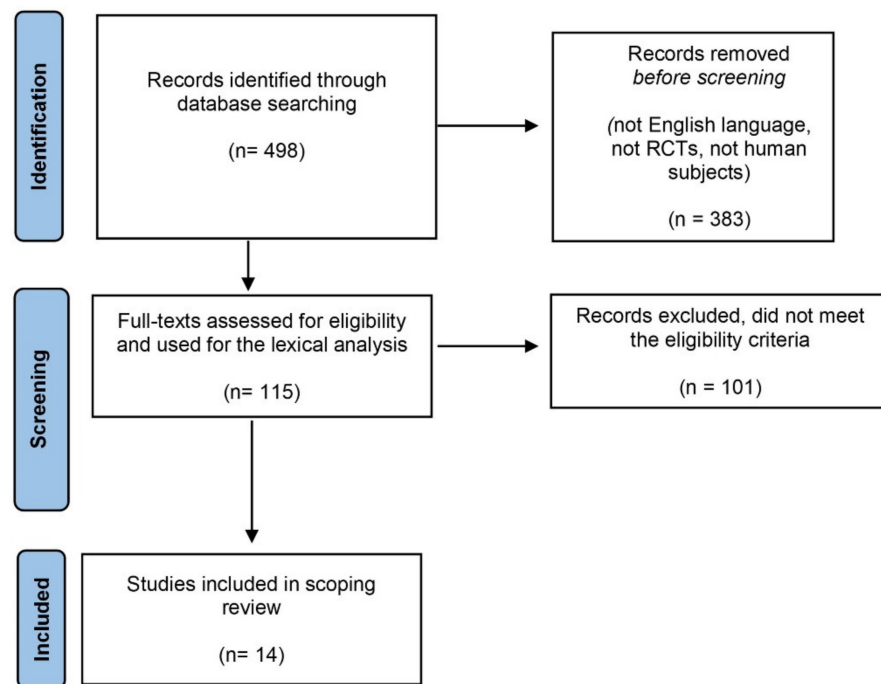 Identification
Records identified through
database searching
(n= 498)
Records removed
before screening
(not English language,
not RCTs, not human
subjects)
(n = 383)
Screening
Full-texts assessed for eligibility
and used for the lexical analysis
(n= 115)
Records excluded, did not meet
the eligibility criteria
(n = 101)
Included
Studies included in scoping
review
(n= 14)